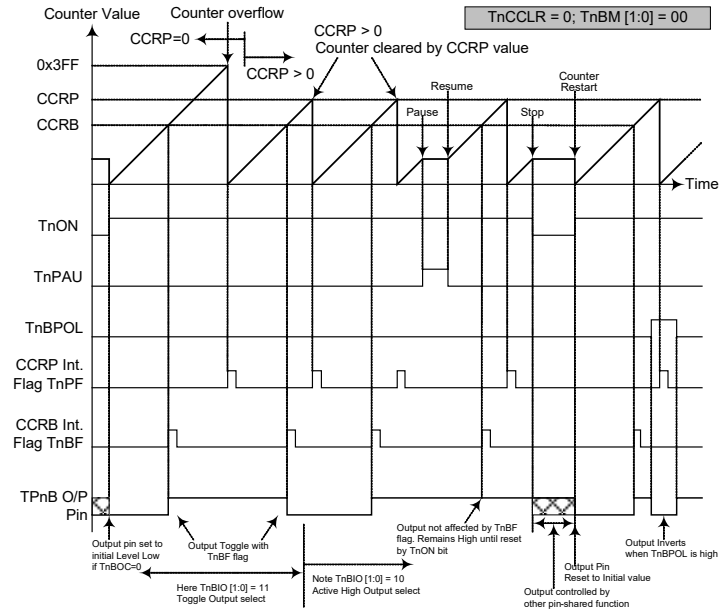 Counter Value
Counter overflow
TnCCLR = 0; TnBM [1:0] = 00
CCRP=0
CCRP > 0
CCRP > 0
Counter cleared by CCRP value
0x3FF
CCRP
CCRB
Pause
Resume
Stop
Counter
Restart
Time
TnON
TnPAU
TnBPOL
CCRP Int.
Flag TnPF
CCRB Int.
Flag TnBF
TPnB O/P
Pin
Output pin set to
initial Level Low
if TnBOC=0
Output Toggle with
TnBF flag
Output not affected by TnBF
flag. Remains High until reset
by TnON bit
Output Inverts
when TnBPOL is high
Output Pin
Reset to Initial value
Here TnBIO [1:0] = 11
Toggle Output select
Note TnBIO [1:0] = 10
Active High Output select
Output controlled by
other pin-shared function